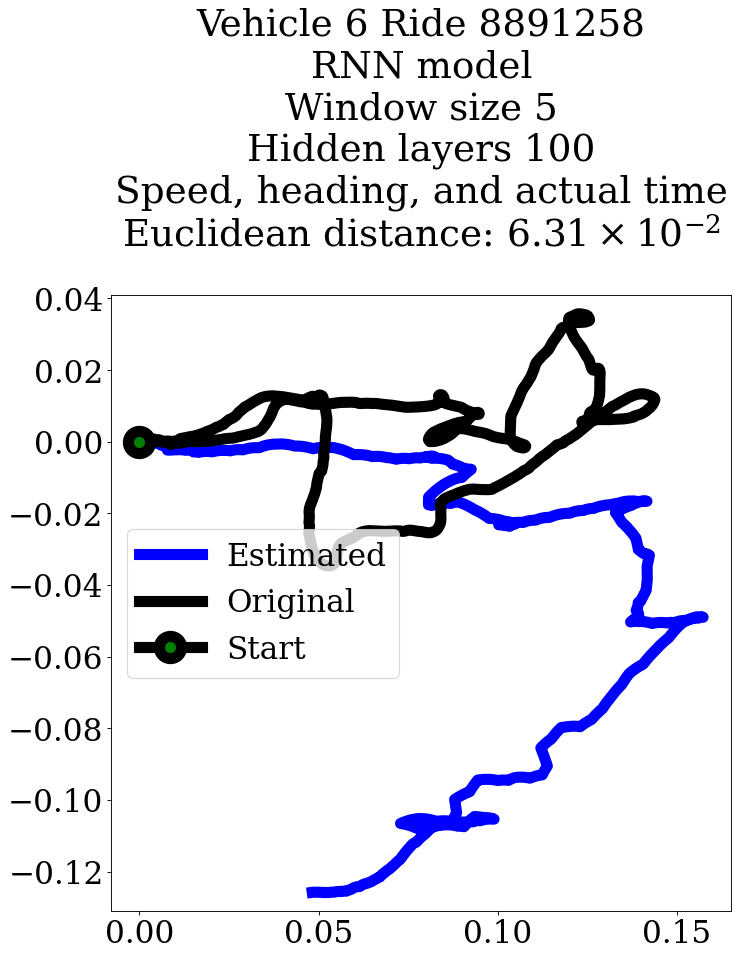 Vehicle 6 Ride 8891258
RNN model
Window size 5
Hidden layers 100
Speed, heading, and actual time
Euclidean distance: 6.31 × 10⁻²
0.04
0.02
0.00
−0.02
−0.04
−0.06
−0.08
−0.10
−0.12
Estimated
Original
Start
0.00 0.05 0.10 0.15